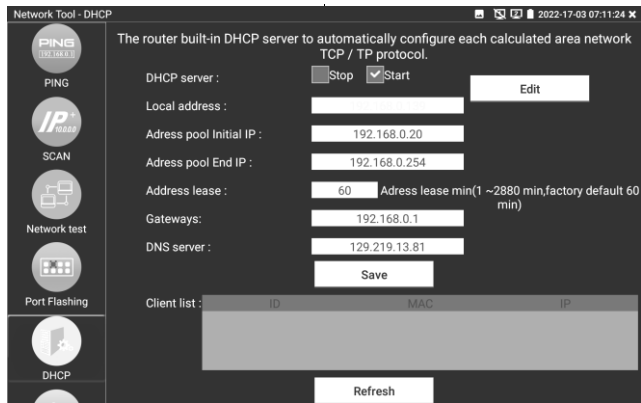 Network Tool - DHCP
2022-17-03 07:11:24
The router built-in DHCP server to automatically configure each calculated area network
TCP / TP protocol.
DHCP server :
Stop
Start
Edit
Local address :
Adress pool Initial IP :
192.168.0.20
Adress pool End IP :
192.168.0.254
Address lease :
60
Adress lease min(1 ~2880 min,factory default 60
min)
Gateways:
192.168.0.1
DNS server :
129.219.13.81
Save
Client list :
ID
MAC
IP
Refresh
PING
PING
SCAN
IP+
Network test
Port Flashing
DHCP